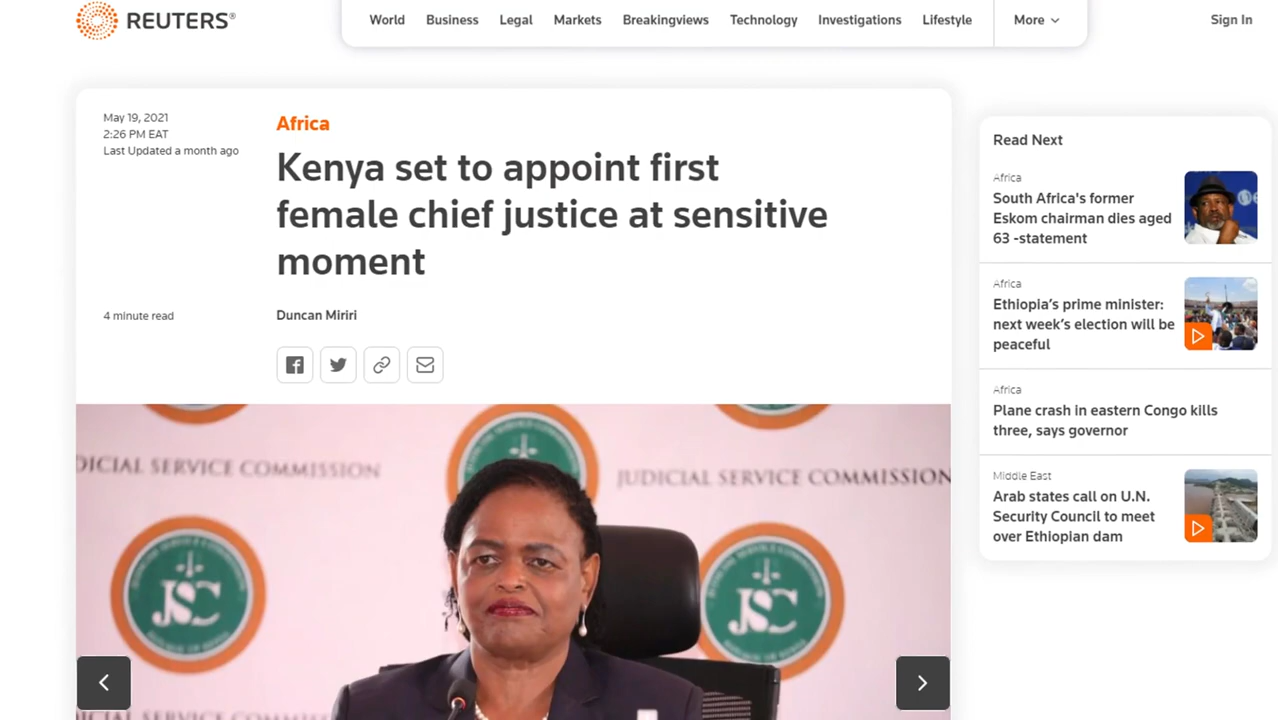 REUTERS®
World Business Legal Markets Breakingviews Technology Investigations Lifestyle More Sign In
May 19, 2021
2:26 PM EAT
Last Updated a month ago
Africa
Kenya set to appoint first
female chief justice at sensitive
moment
4 minute read
Duncan Miriri
DICIAL SERVICE COMMISSION
JUDICIAL SERVICE COMMISSION
JSC
JSC
Read Next
Africa
South Africa's former
Eskom chairman dies aged
63 -statement
Africa
Ethiopia’s prime minister:
next week’s election will be
peaceful
Africa
Plane crash in eastern Congo kills
three, says governor
Middle East
Arab states call on U.N.
Security Council to meet
over Ethiopian dam